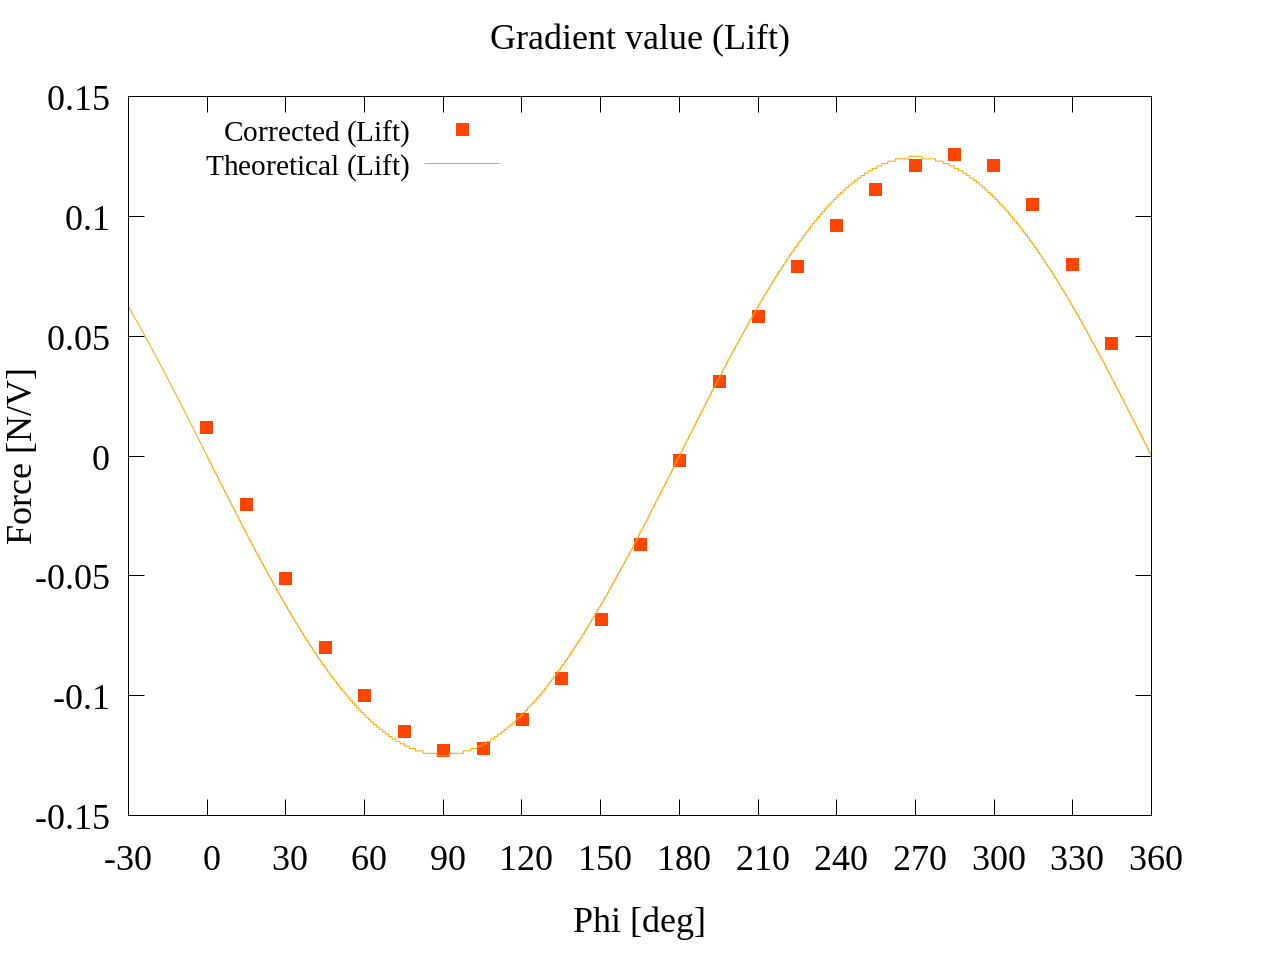 Gradient value (Lift)
0.15
Corrected (Lift)
Theoretical (Lift)
0.1
0.05
0
-0.05
-0.1
-0.15
Force [N/V]
-30 0 30 60 90 120 150 180 210 240 270 300 330 360
Phi [deg]